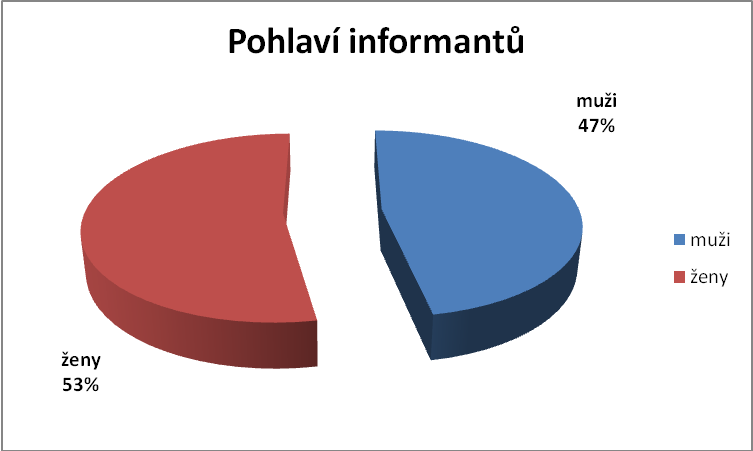 Pohlaví informantů
muži
47%
muži
ženy
ženy
53%